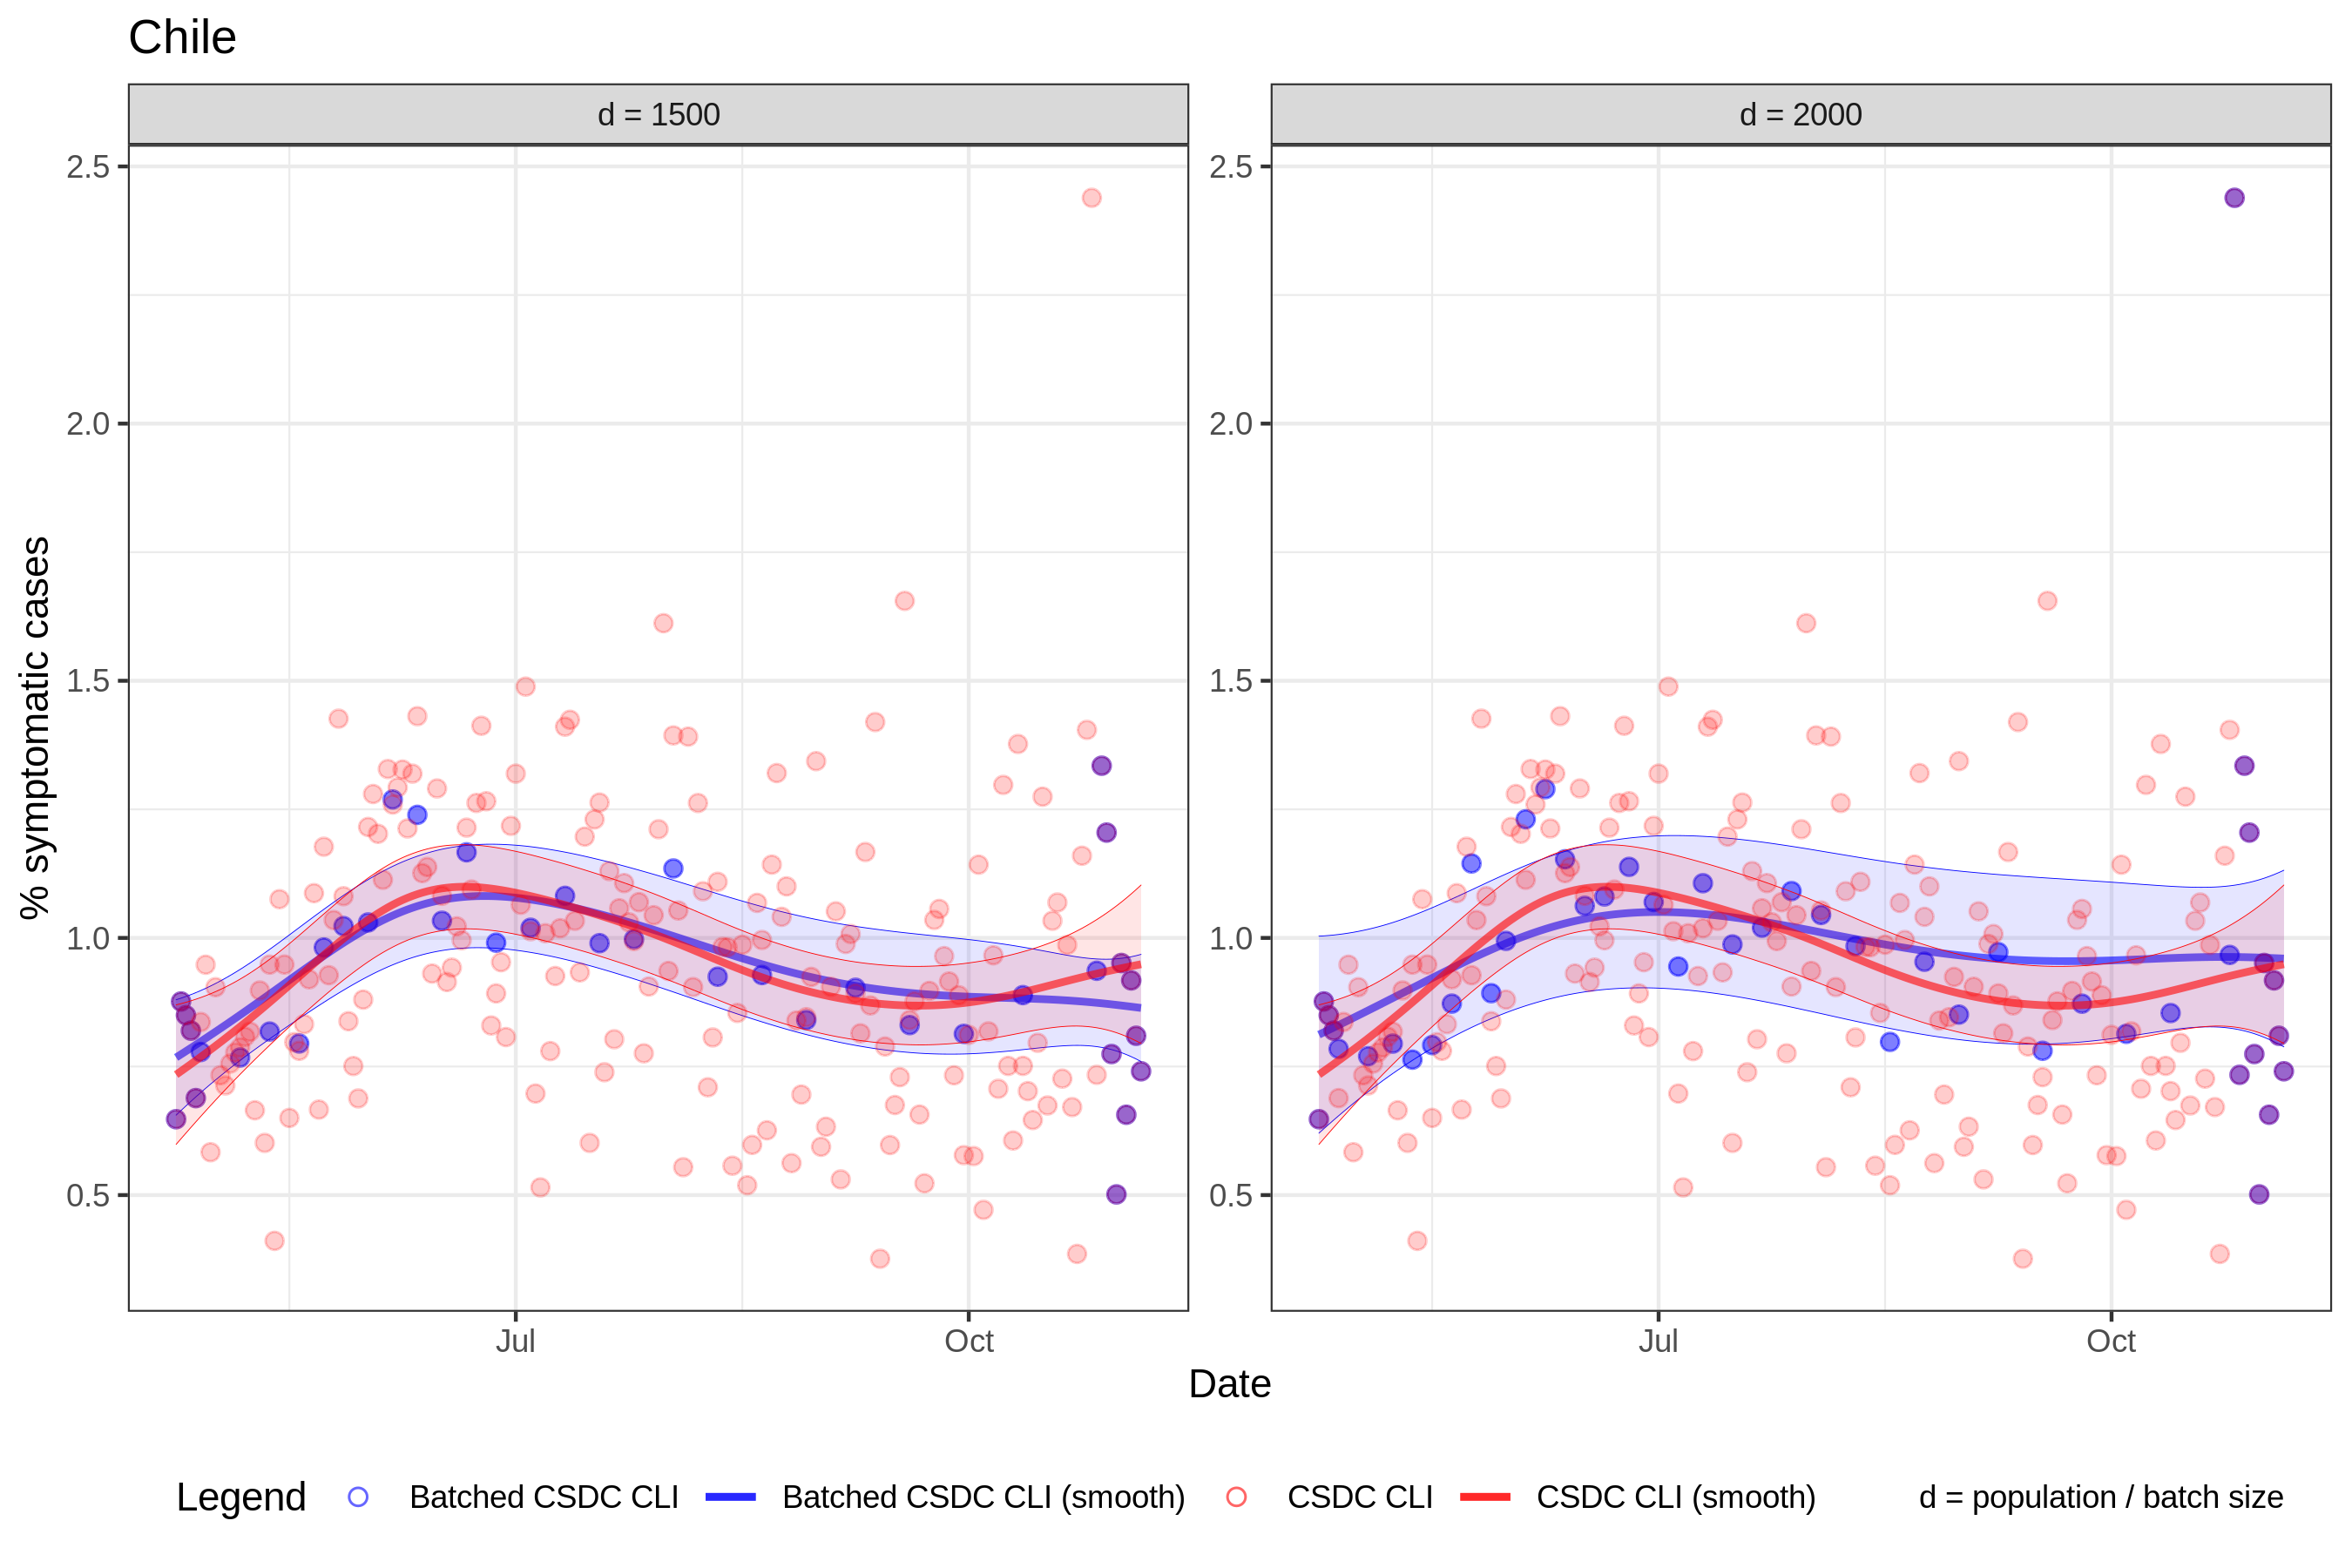 Chile
d = 1500
d = 2000
2.5
2.0
1.5
1.0
0.5
2.5
2.0
1.5
1.0
0.5
% symptomatic cases
Jul
Oct
Jul
Oct
Date
Legend
Batched CSDC CLI
Batched CSDC CLI (smooth)
CSDC CLI
CSDC CLI (smooth)
d = population / batch size